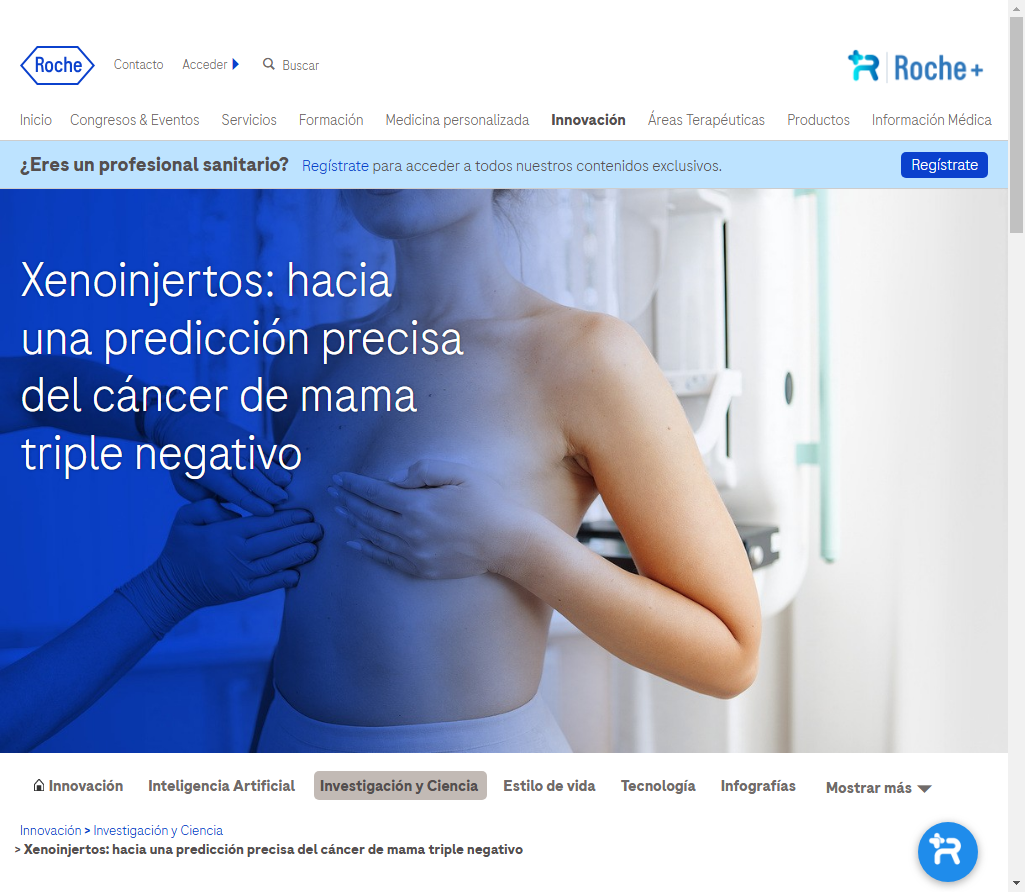 Roche
Contacto
Acceder
Buscar
Roche +
Inicio
Congresos & Eventos
Servicios
Formación
Medicina personalizada
Innovación
Áreas Terapéuticas
Productos
Información Médica
¿Eres un profesional sanitario?
Regístrate para acceder a todos nuestros contenidos exclusivos.
Regístrate
Xenoinjertos: hacia
una predicción precisa
del cáncer de mama
triple negativo
Innovación
Inteligencia Artificial
Investigación y Ciencia
Estilo de vida
Tecnología
Infografías
Mostrar más
Innovación > Investigación y Ciencia
> Xenoinjertos: hacia una predicción precisa del cáncer de mama triple negativo